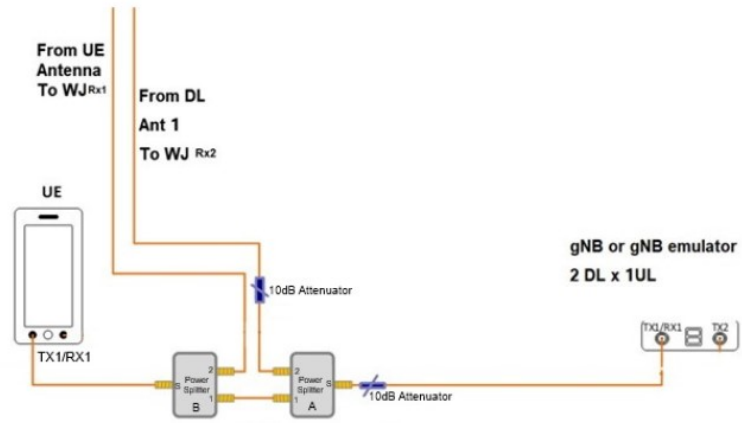 From UE
Antenna
To WJ Rx1
From DL
Ant 1
To WJ Rx2
UE
gNB or gNB emulator
2 DL x 1UL
10dB Attenuator
TX1/RX1
TX2
TX1/RX1
2
Power
Splitter
S
1
B
2
Power
Splitter
S
1
A
10dB Attenuator